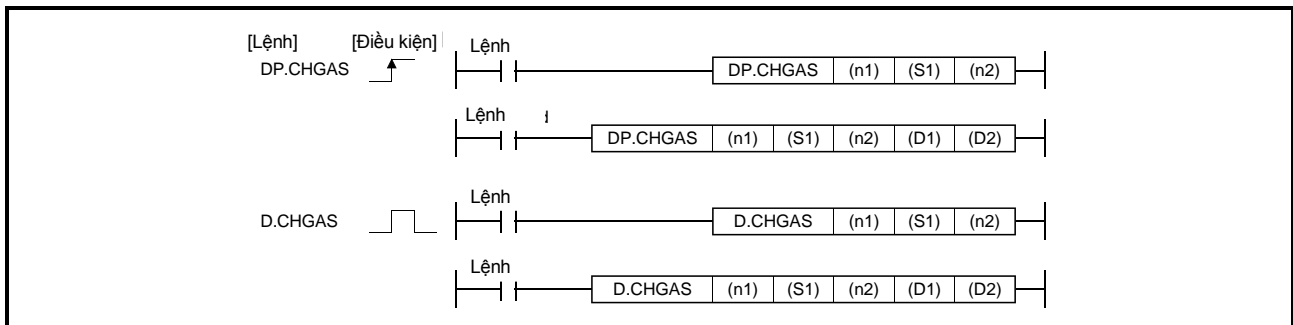 [Lệnh] [Điều kiện] Lệnh
DP.CHGAS DP.CHGAS (n1) (S1) (n2)
Lệnh
DP.CHGAS (n1) (S1) (n2) (D1) (D2)
Lệnh
D.CHGAS D.CHGAS (n1) (S1) (n2)
Lệnh
D.CHGAS (n1) (S1) (n2) (D1) (D2)